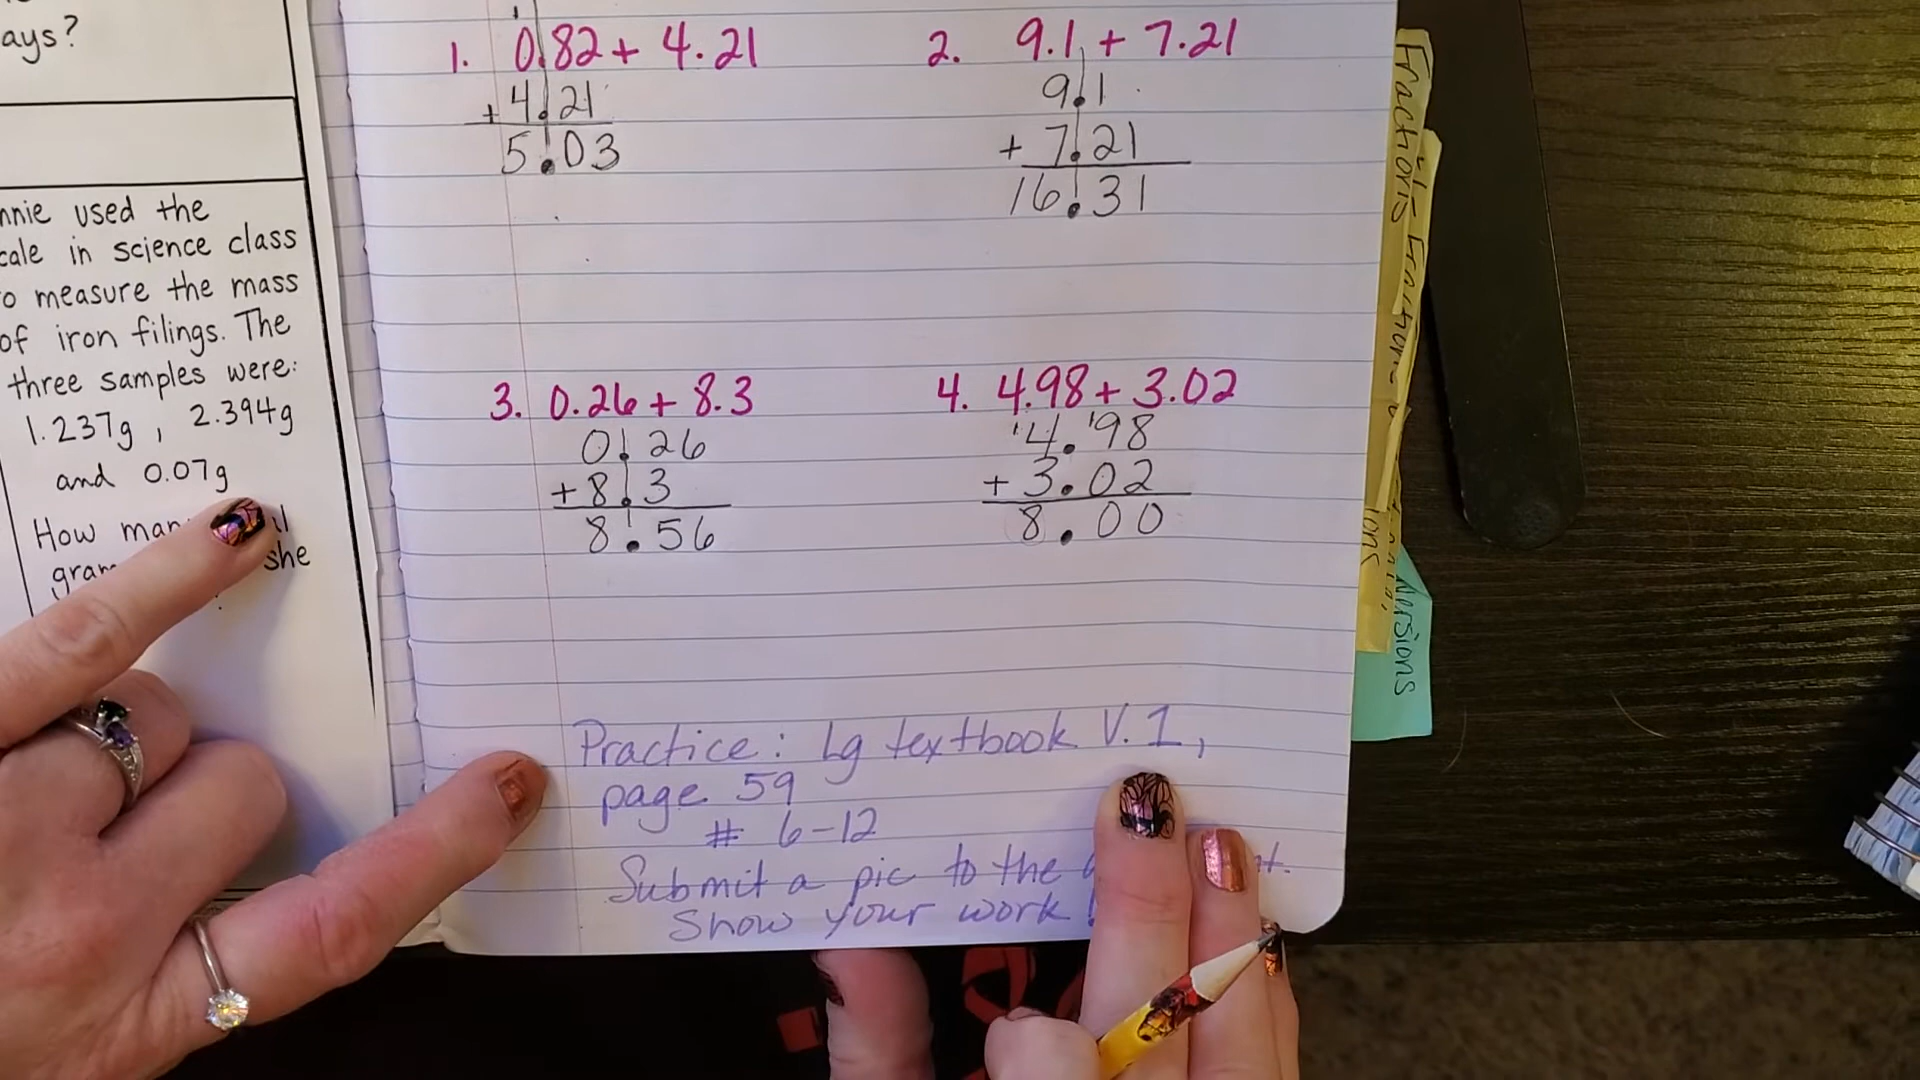 ays?
nnie used the
cale in science class
o measure the mass
of iron filings. The
three samples were:
1.237g, 2.394g
and 0.07g
How man
gram she
1. 0.82 + 4.21
+ 4.21
5.03
2. 9.1 + 7.21
9.1
+ 7.21
16.31
3. 0.26 + 8.3
0.26
+ 8.3
8.56
4. 4.98 + 3.02
14.198
+ 3.02
8.00
Practice: Lg textbook V.1,
page 59
# 6-12
Submit a pic to the
Show your work!
Fractions